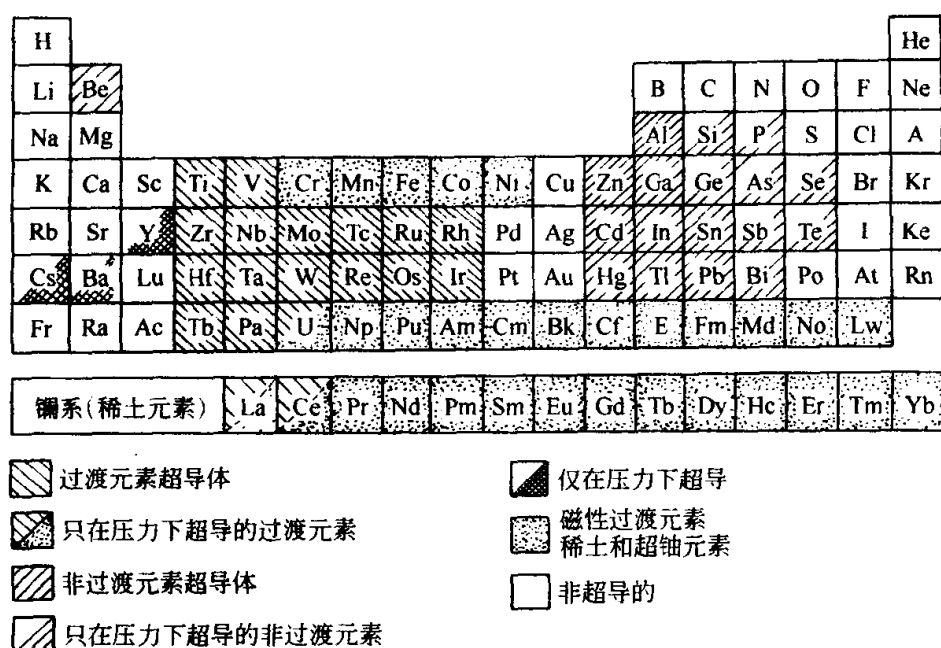 H He
Li Be B C N O F Ne
Na Mg Al Si P S Cl A
K Ca Sc Ti V Cr Mn Fe Co Ni Cu Zn Ga Ge As Se Br Kr
Rb Sr Y Zr Nb Mo Tc Ru Rh Pd Ag Cd In Sn Sb Te I Ke
Cs Ba Lu Hf Ta W Re Os Ir Pt Au Hg Tl Pb Bi Po At Rn
Fr Ra Ac Tb Pa U Np Pu Am Cm Bk Cf E Fm Md No Lw
镧系(稀土元素) La Ce Pr Nd Pm Sm Eu Gd Tb Dy Hc Er Tm Yb
过渡元素超导体
只在压力下超导的过渡元素
非过渡元素超导体
只在压力下超导的非过渡元素
仅在压力下超导
磁性过渡元素
稀土和超铀元素
非超导的